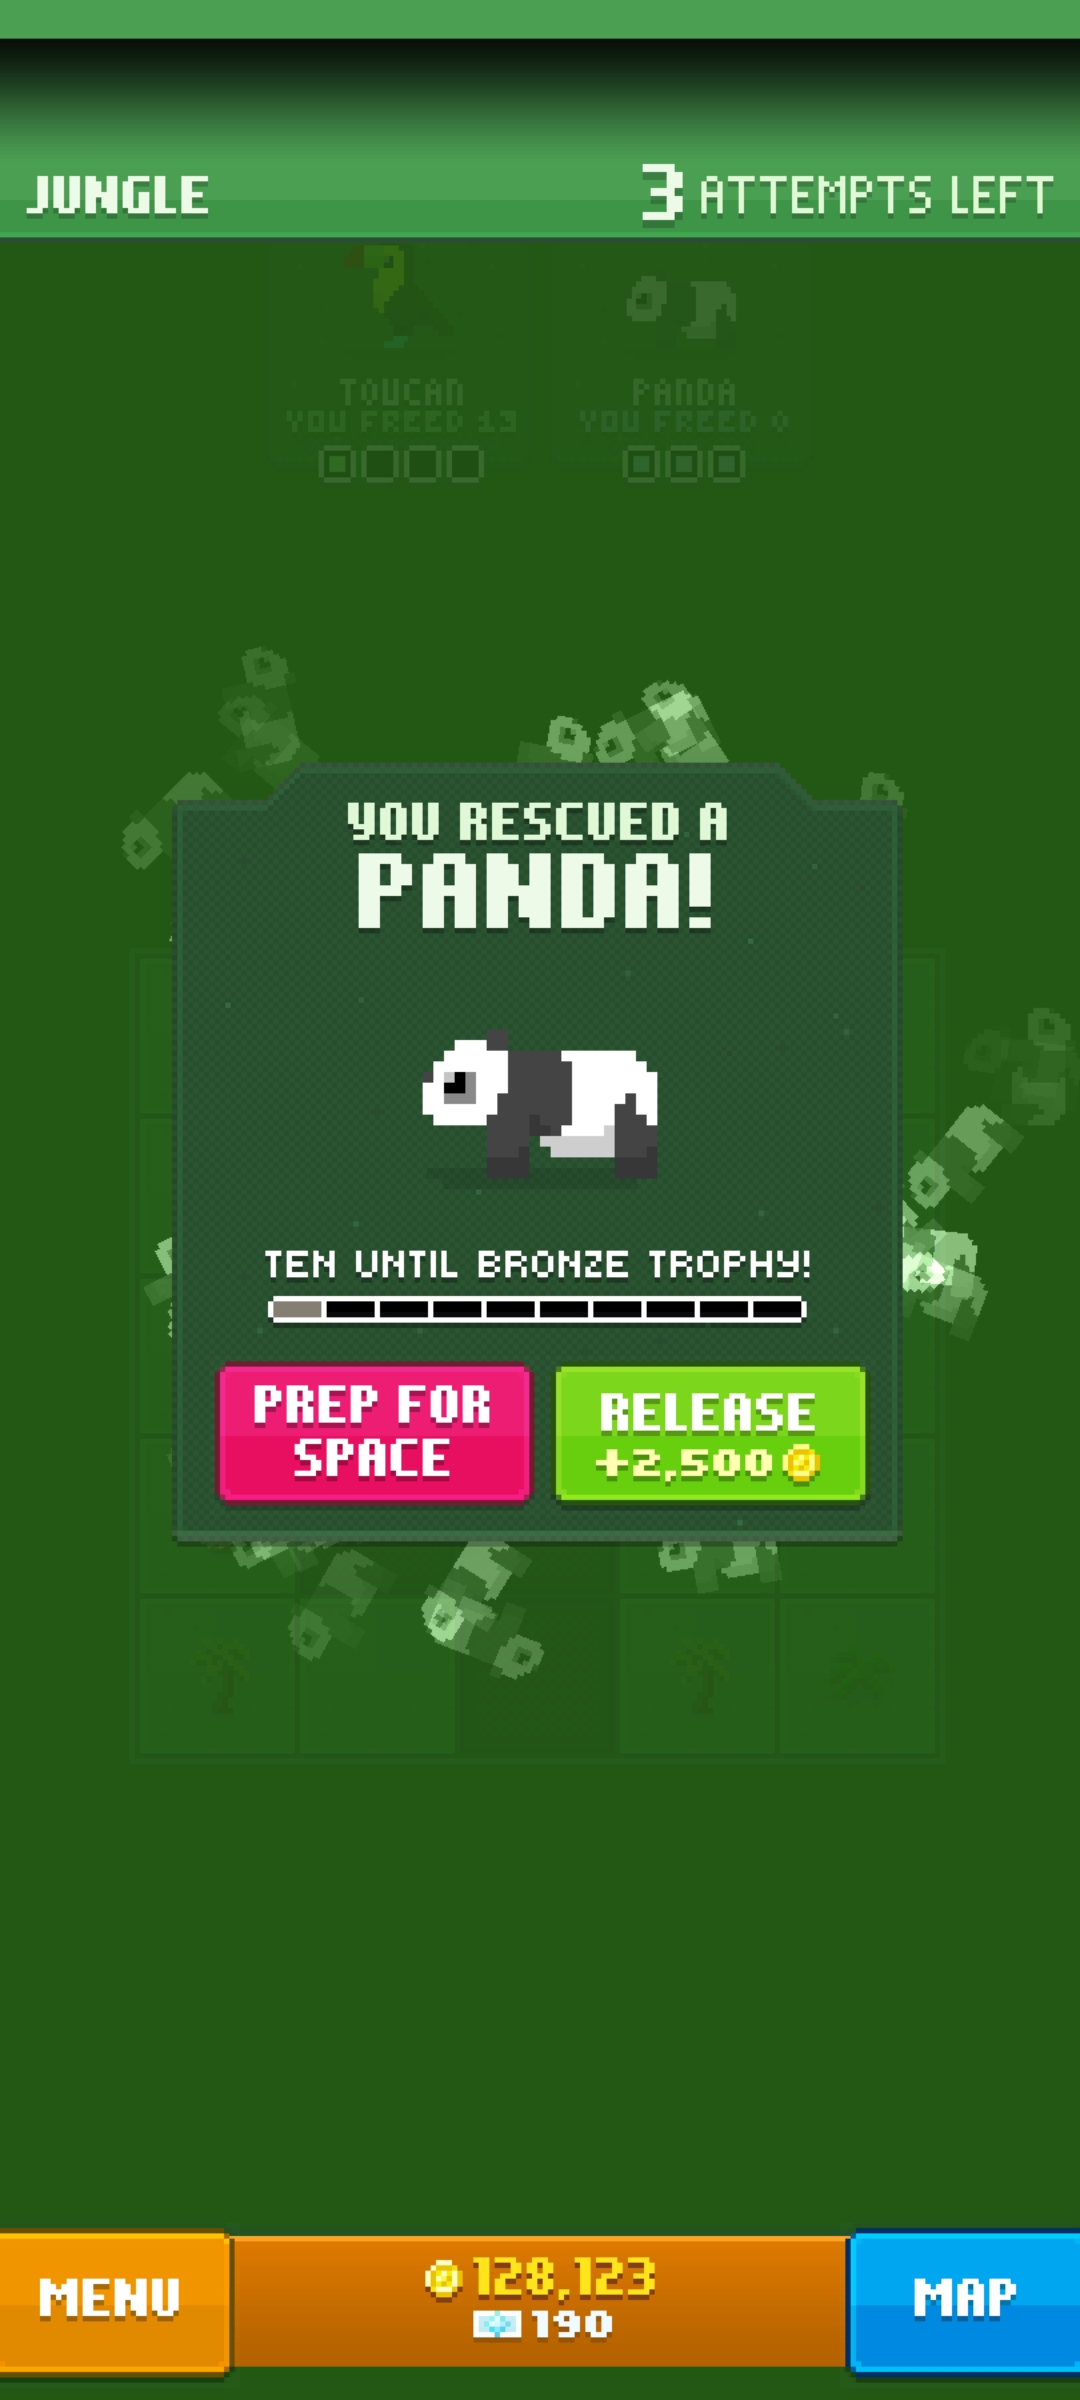 JUNGLE
3 ATTEMPTS LEFT
TOUCAN
YOU FREED 13
PANDA
YOU FREED 0
YOU RESCUED A
PANDA!
TEN UNTIL BRONZE TROPHY!
PREP FOR
SPACE
RELEASE
+2,500
MENU
128,123
190
MAP